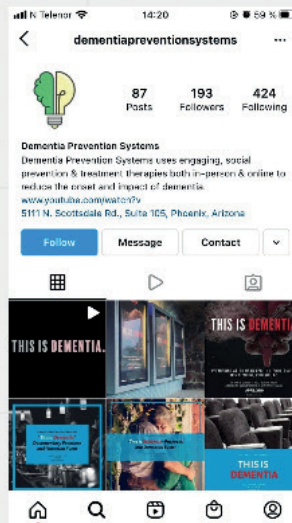 N Telenor
14:20
59 %
dementiapreventionsystems
87
193
424
Posts
Followers
Following
Dementia Prevention Systems
Dementia Prevention Systems uses engaging, social
prevention & treatment therapies both in-person & online to
reduce the onset and impact of dementia
www.youtube.com/watch?v
5111 N. Scottsdale Rd., Suite 105, Phoenix, Arizona
Follow
Message
Contact
THIS IS DEMENTIA.
THIS IS DEMENTIA
THIS IS
DEMENTIA